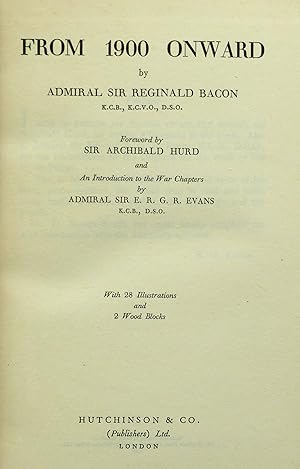 FROM 1900 ONWARD
by
ADMIRAL SIR REGINALD BACON
K.C.B., K.C.V.O., D.S.O.
Foreword by
SIR ARCHIBALD HURD
and
An Introduction to the War Chapters
by
ADMIRAL SIR E. R. G. R. EVANS
K.C.B., D.S.O.
With 28 Illustrations
and
2 Wood Blocks
HUTCHINSON & CO.
(Publishers) Ltd.
LONDON